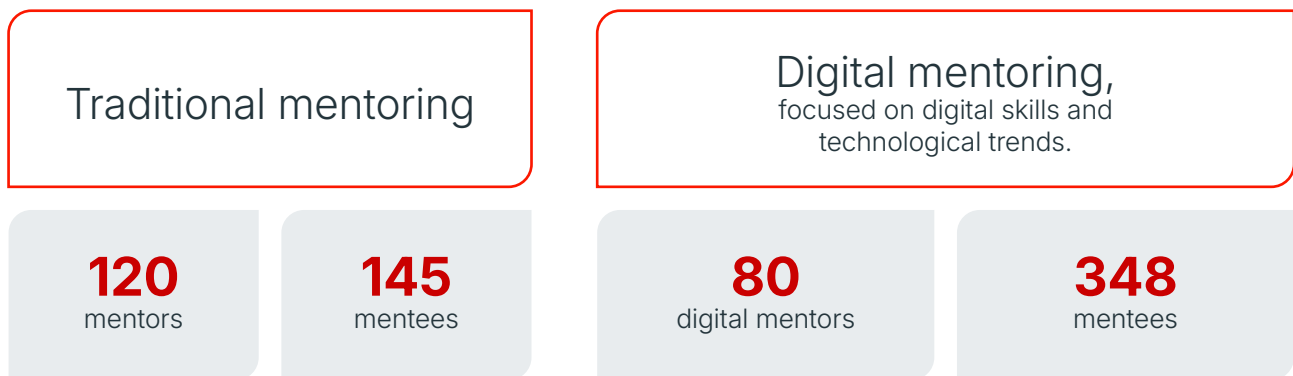 Traditional mentoring
Digital mentoring,
focused on digital skills and
technological trends.
120
mentors
145
mentees
80
digital mentors
348
mentees